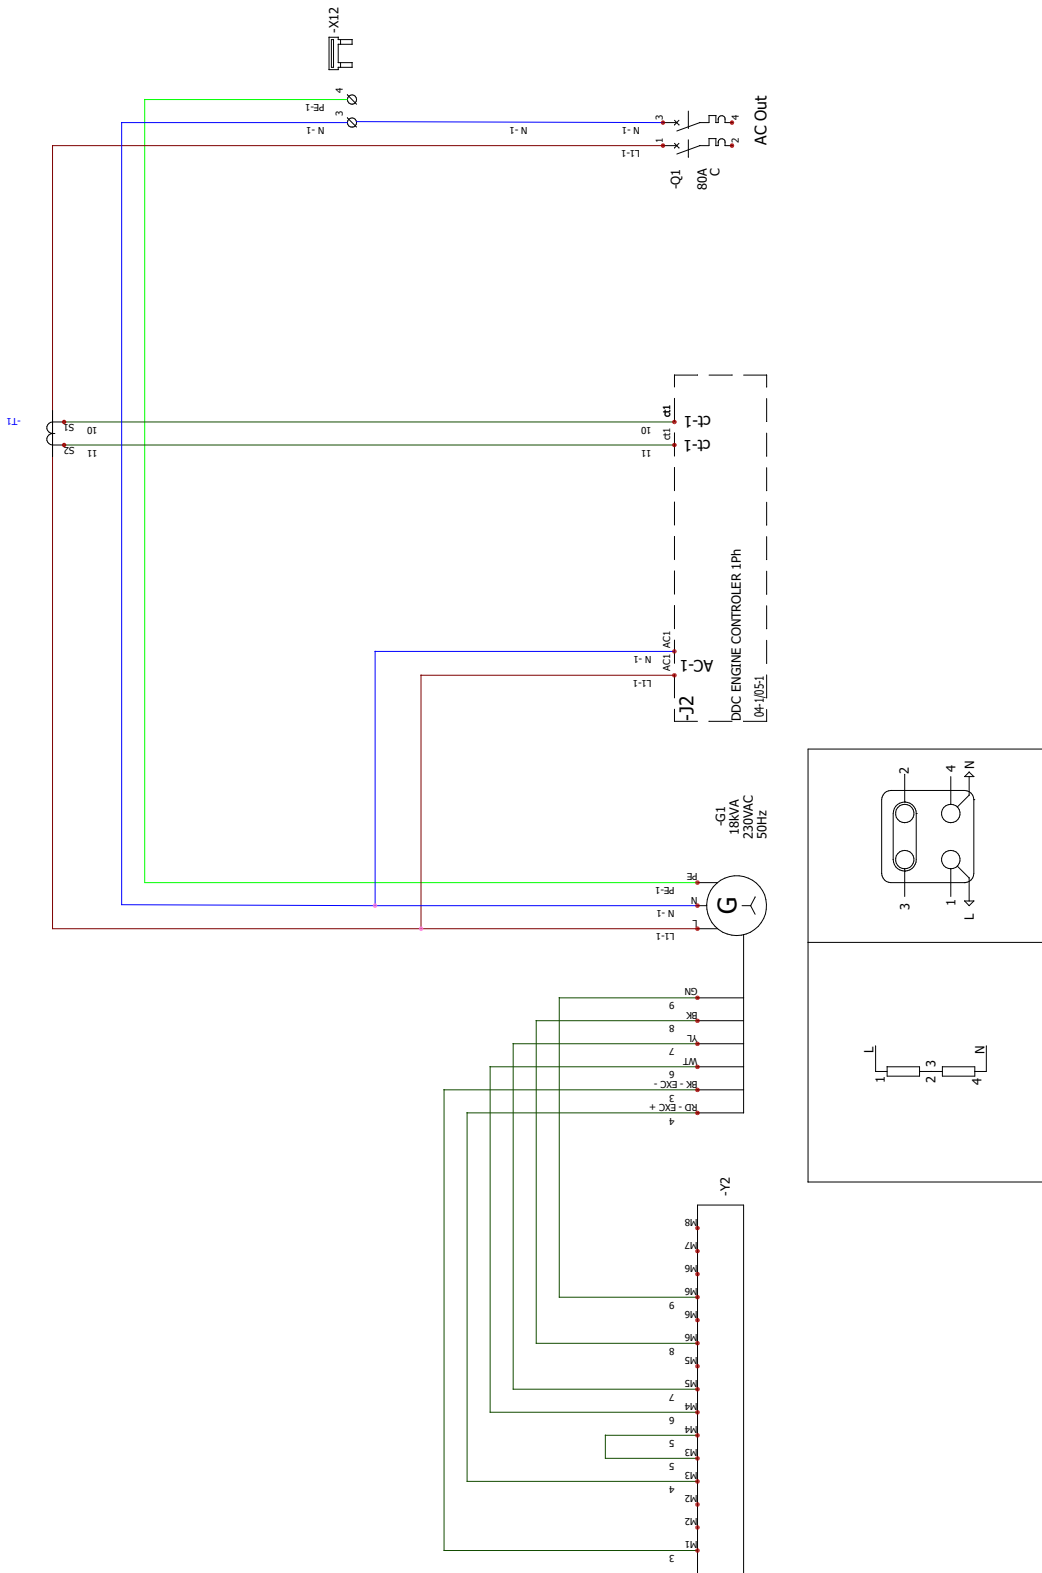 -X12
4
PE-1
3
N -1
N -1
N -1
3
4
L1-1
1
2
AC Out
-Q1
80A
C
-T1
S1
10
S2
11
10
ct1
ct-1
11
ct1
ct-1
DDC ENGINE CONTROLER 1Ph
04-1/05-1
N -1
AC1
L1-1
AC1
AC-1
-J2
-G1
18kVA
230VAC
50Hz
PE
PE-1
N
N -1
L
L1-1
G
2
4
N
3
1
L
GN
9
BK
8
YL
7
WT
6
BK - EXC -
3
RD - EXC +
4
L
1
2
3
4
N
-Y2
M8
M7
M6
M6
9
M6
M6
8
M5
M5
7
M4
6
M4
5
M3
5
M3
4
M2
M2
M1
3